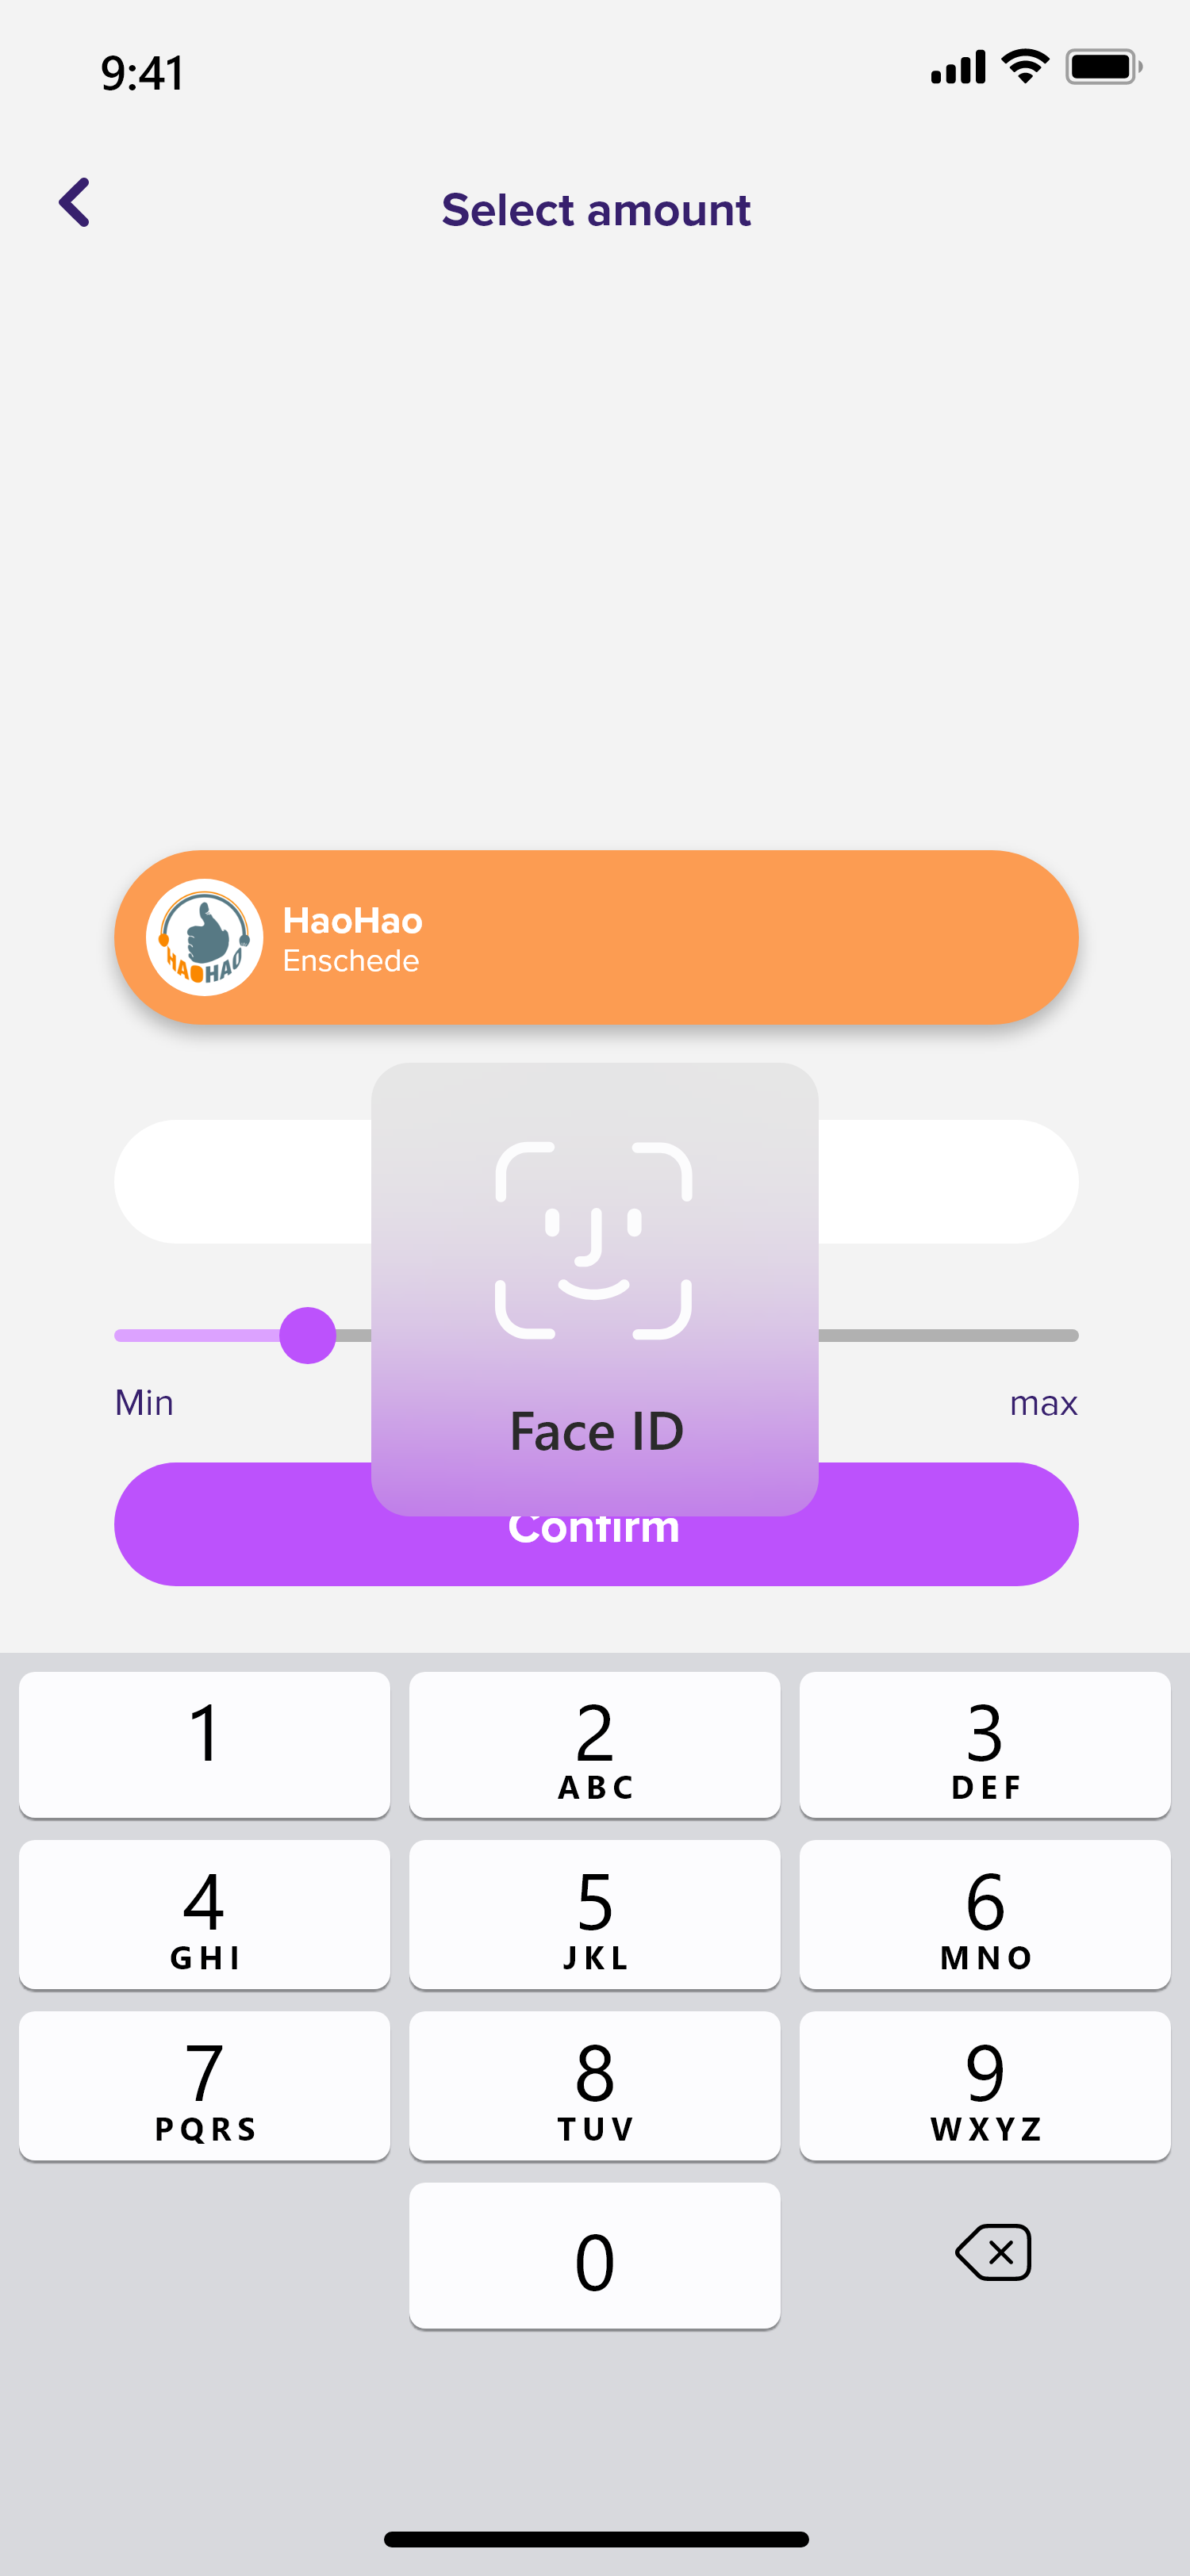 9:41
Select amount
HaoHao
Enschede
HAOHAO
Min
max
Face ID
Confirm
1
2
3
ABC
DEF
4
5
6
GHI
JKL
MNO
7
8
9
PQRS
TUV
WXYZ
0